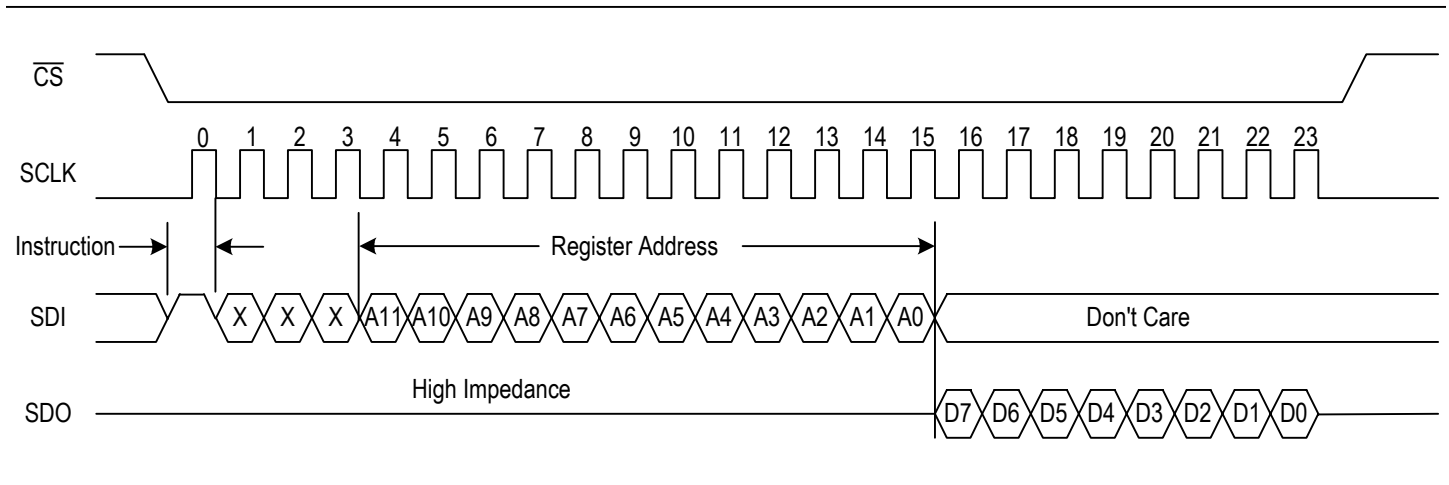 CS
0 1 2 3 4 5 6 7 8 9 10 11 12 13 14 15 16 17 18 19 20 21 22 23
SCLK
Instruction Register Address
SDI X X X A11 A10 A9 A8 A7 A6 A5 A4 A3 A2 A1 A0 Don't Care
High Impedance
SDO D7 D6 D5 D4 D3 D2 D1 D0